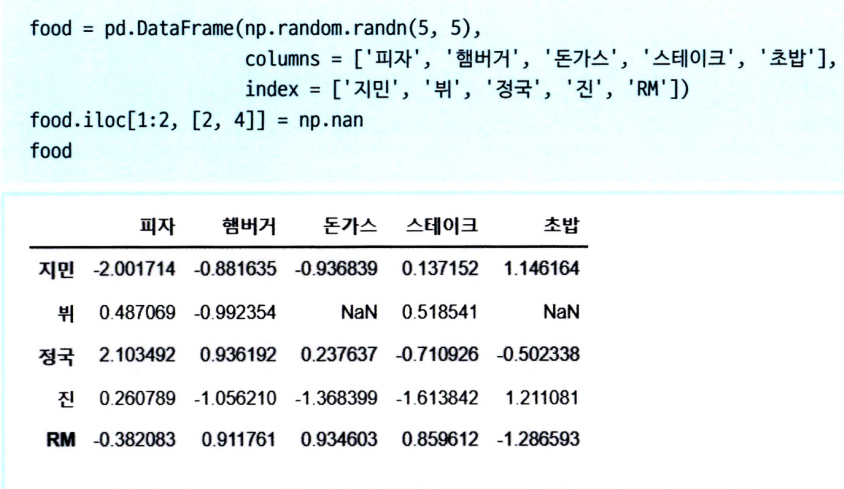 food = pd.DataFrame(np.random.randn(5, 5),
columns = ['피자', '햄버거', '돈가스', '스테이크', '초밥'],
index = ['지민', '뷔', '정국', '진', 'RM'])
food.iloc[1:2, [2, 4]] = np.nan
food
피자 햄버거 돈가스 스테이크 초밥
지민 -2.001714 -0.881635 -0.936839 0.137152 1.146164
뷔 0.487069 -0.992354 NaN 0.518541 NaN
정국 2.103492 0.936192 0.237637 -0.710926 -0.502338
진 0.260789 -1.056210 -1.368399 -1.613842 1.211081
RM -0.382083 0.911761 0.934603 0.859612 -1.286593